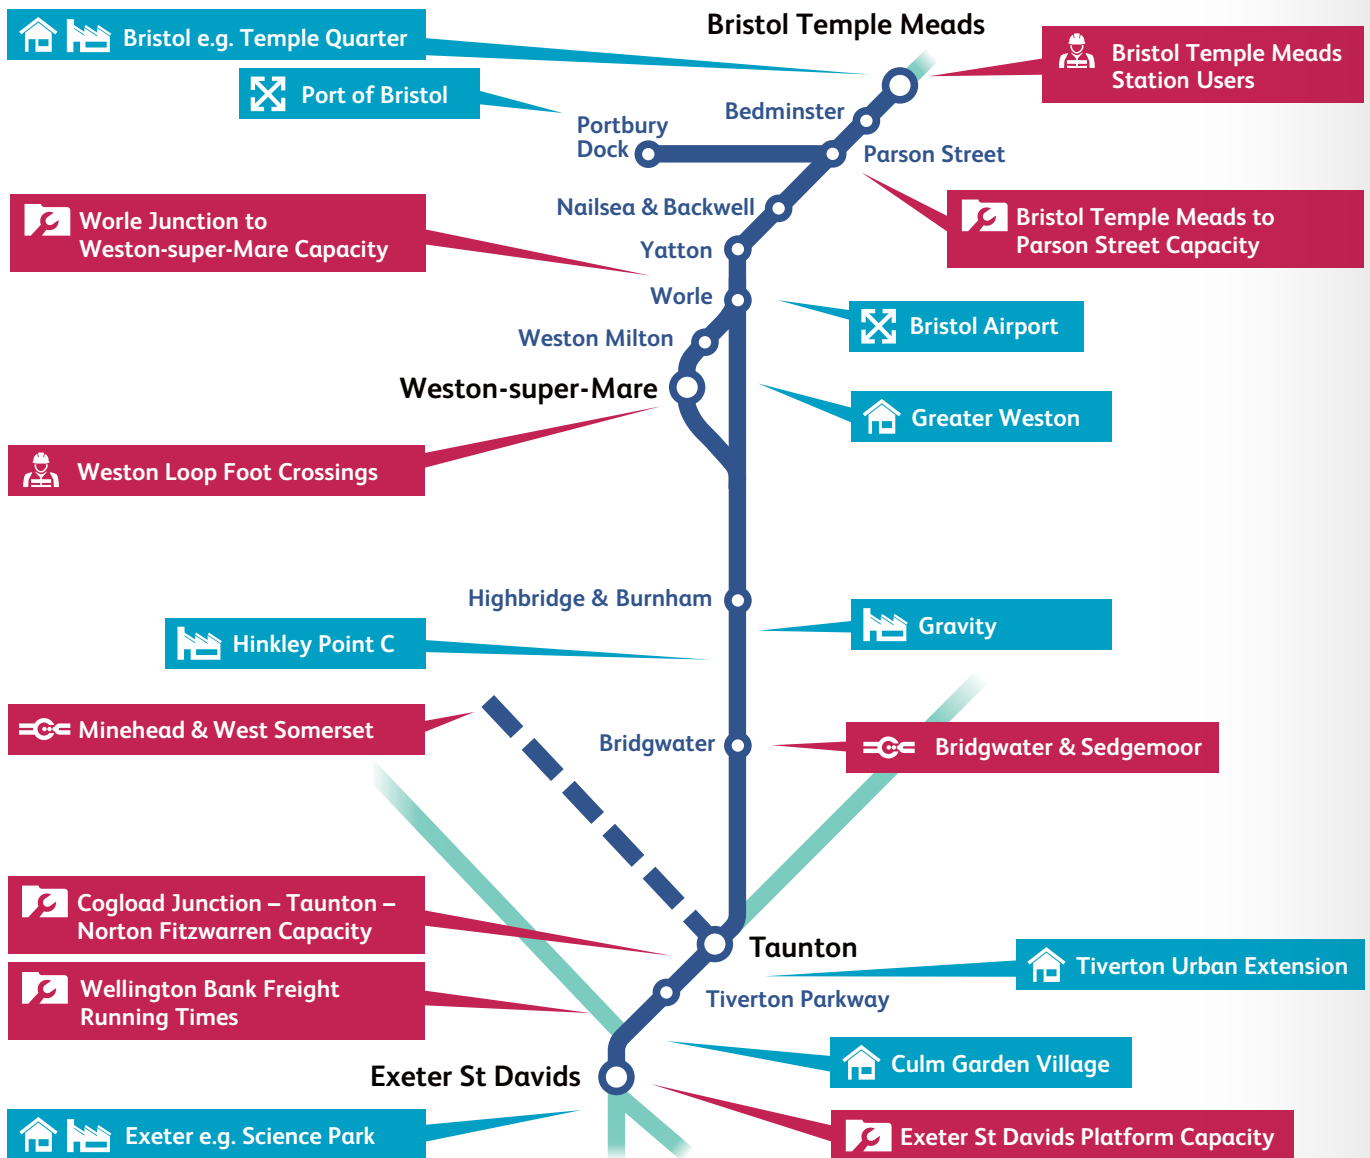 Bristol Temple Meads
Bristol e.g. Temple Quarter
Bristol Temple Meads
Station Users
Port of Bristol
Bedminster
Portbury
Dock
Parson Street
Nailsea & Backwell
Worle Junction to
Weston-super-Mare Capacity
Bristol Temple Meads to
Parson Street Capacity
Yatton
Worle
Bristol Airport
Weston Milton
Weston-super-Mare
Greater Weston
Weston Loop Foot Crossings
Highbridge & Burnham
Gravity
Hinkley Point C
Minehead & West Somerset
Bridgwater
Bridgwater & Sedgemoor
Cogload Junction – Taunton –
Norton Fitzwarren Capacity
Taunton
Tiverton Urban Extension
Wellington Bank Freight
Running Times
Tiverton Parkway
Culm Garden Village
Exeter St Davids
Exeter e.g. Science Park
Exeter St Davids Platform Capacity